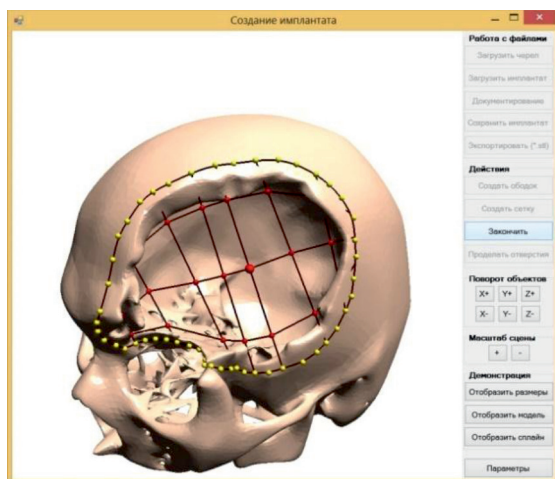 Создание имплантата
Работа с файлами
Загрузить череп
Загрузить имплантат
Документирование
Сохранить имплантат
Экспортировать (*.stl)
Действия
Создать ободок
Создать сетку
Закончить
Проделать отверстия
Поворот объектов
X+ Y+ Z+
X- Y- Z-
Масштаб сцены
+ -
Демонстрация
Отобразить размеры
Отобразить модель
Отобразить сплайн
Параметры